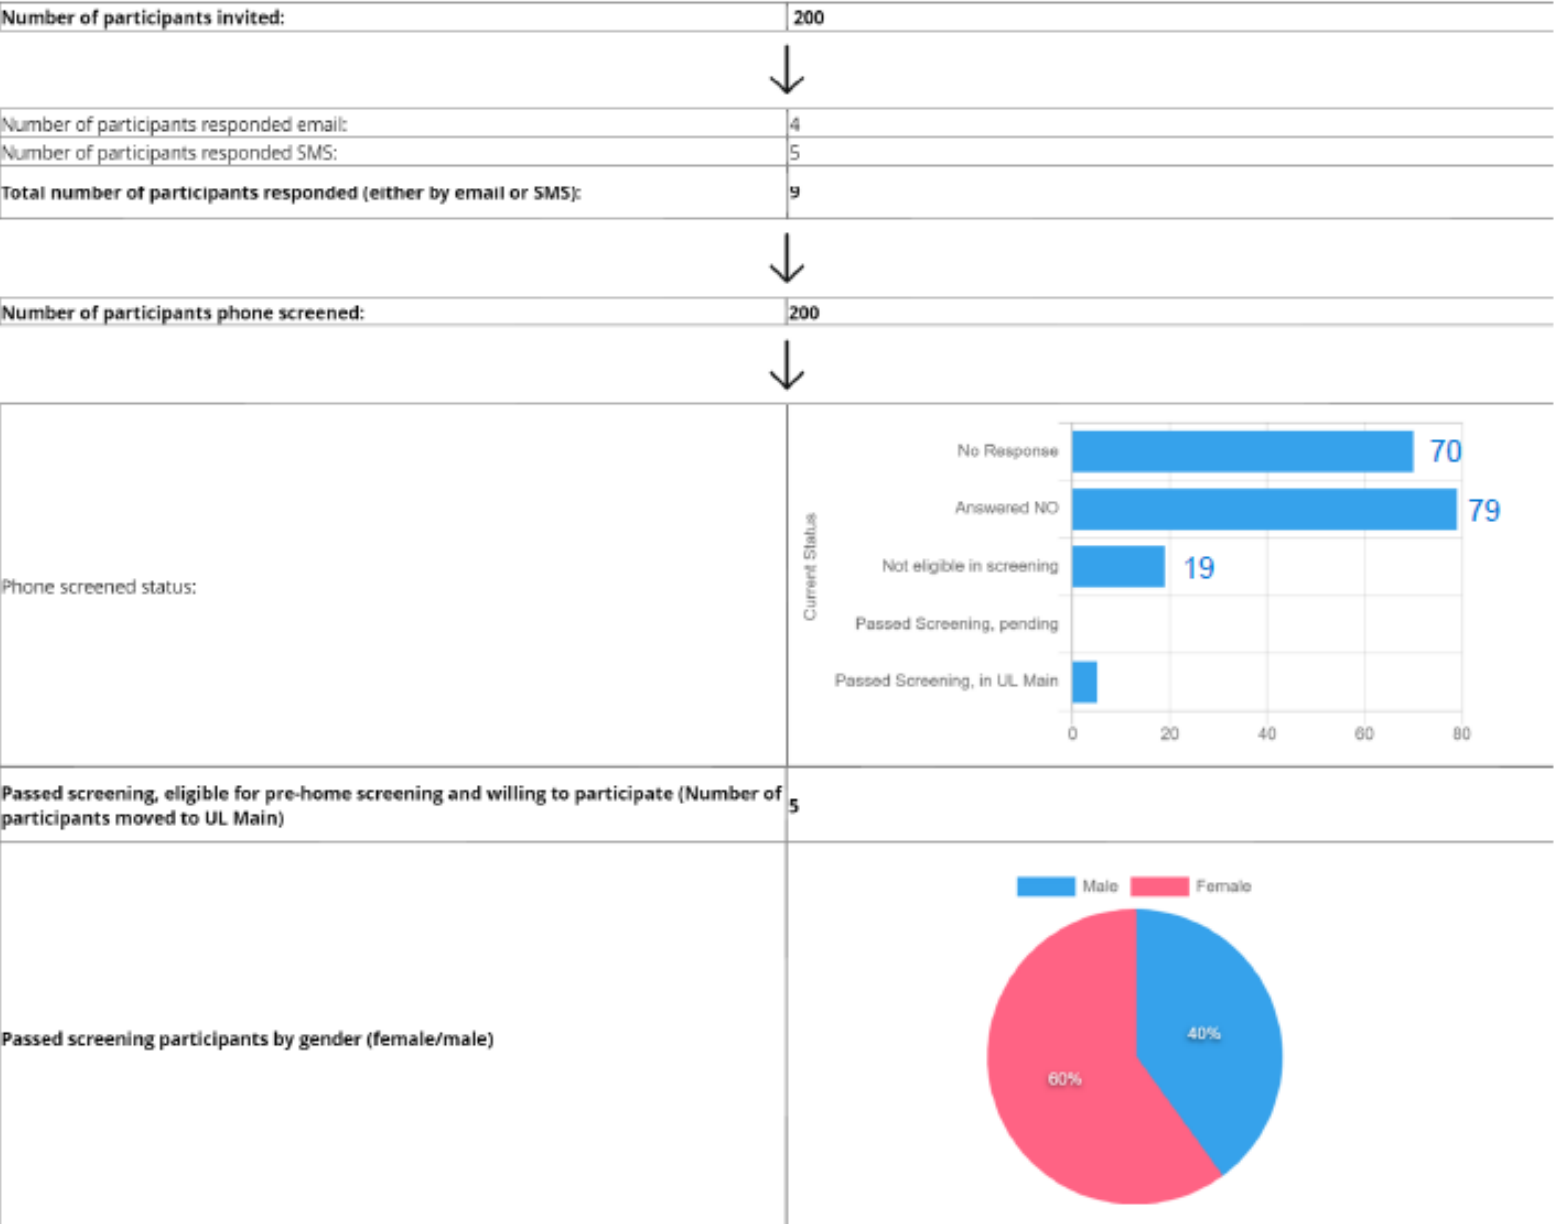 Number of participants invited: 200
Number of participants responded email: 4
Number of participants responded SMS: 5
Total number of participants responded (either by email or SMS): 9
Number of participants phone screened: 200
Phone screened status:
Current Status
No Response 70
Answered NO 79
Not eligible in screening 19
Passed Screening, pending
Passed Screening, in UL Main
0 20 40 60 80
Passed screening, eligible for pre-home screening and willing to participate (Number of
participants moved to UL Main) 5
Passed screening participants by gender (female/male)
Male Female
40%
60%